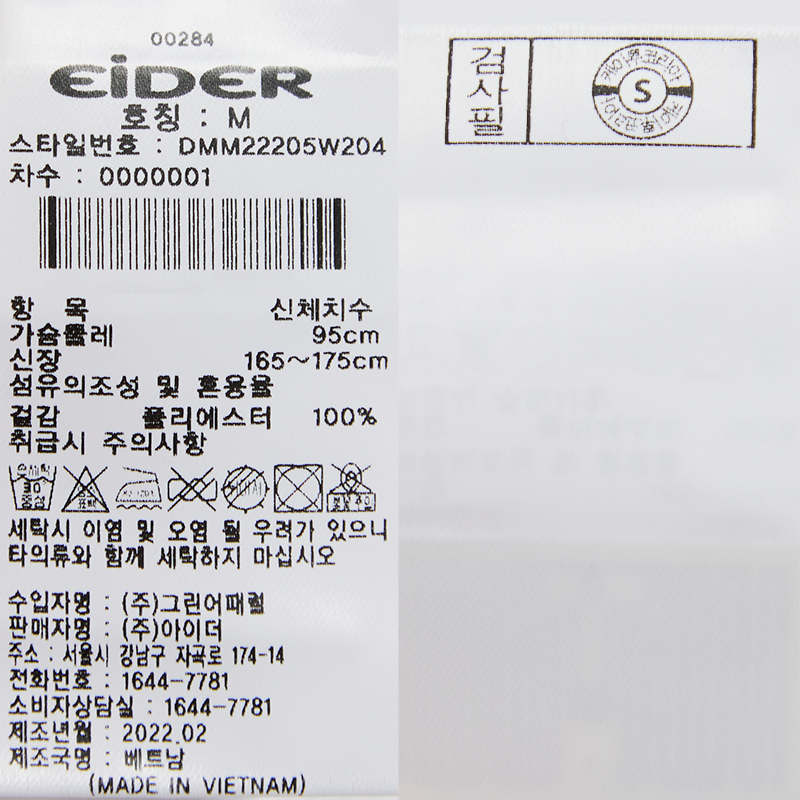 00284
EiDER
호칭 : M
스타일번호 : DMM22205W204
차수 : 0000001
항 목 신체치수
가슴둘레 95cm
신장 165~175cm
섬유의조성 및 혼용율
겉감 폴리에스터 100%
취급시 주의사항
손세탁
30
중성
세탁시 이염 및 오염 될 우려가 있으니
타의류와 함께 세탁하지 마십시오
수입자명 : (주)그린어패럴
판매자명 : (주)아이더
주소 : 서울시 강남구 자곡로 174-14
전화번호 : 1644-7781
소비자상담실 : 1644-7781
제조년월 : 2022.02
제조국명 : 베트남
(MADE IN VIETNAM)
검사필
S